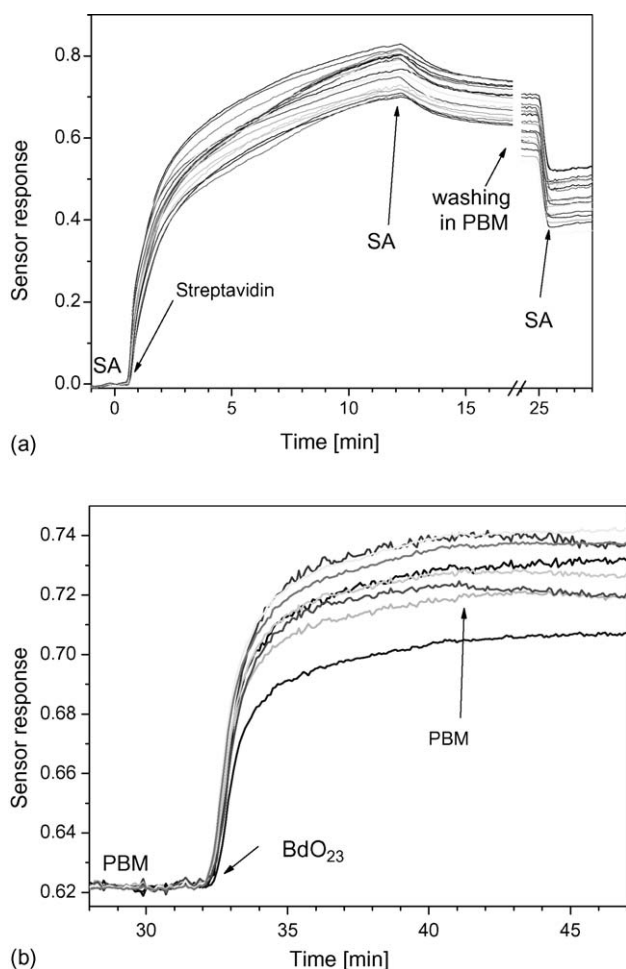 0.8
0.6
0.4
0.2
0.0
Sensor response
SA
Streptavidin
SA
washing
in PBM
SA
0
5
10
15
25
Time [min]
(a)
0.74
0.72
0.70
0.68
0.66
0.64
0.62
Sensor response
PBM
BdO₂₃
PBM
30
35
40
45
Time [min]
(b)